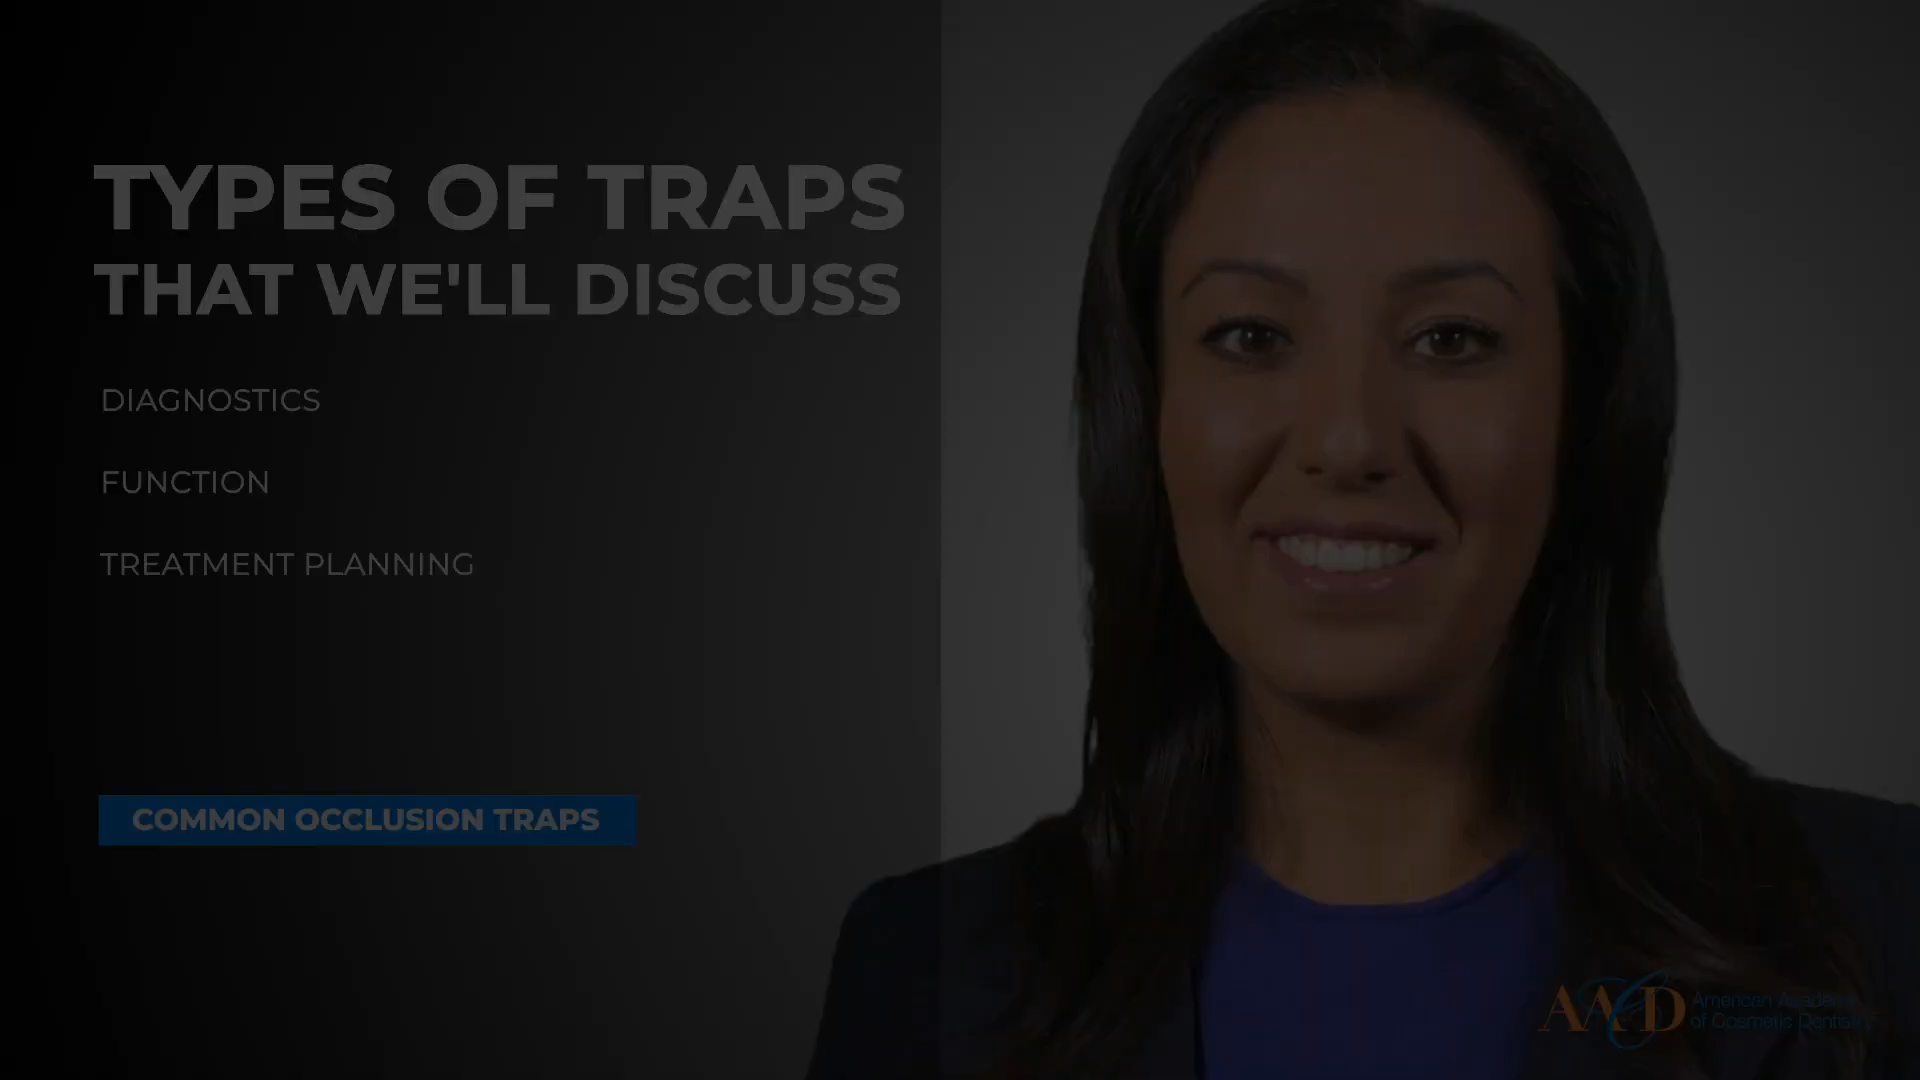 TYPES OF TRAPS
THAT WE'LL DISCUSS
DIAGNOSTICS
FUNCTION
TREATMENT PLANNING
COMMON OCCLUSION TRAPS
AACD
American Academy
of Cosmetic Dentistry